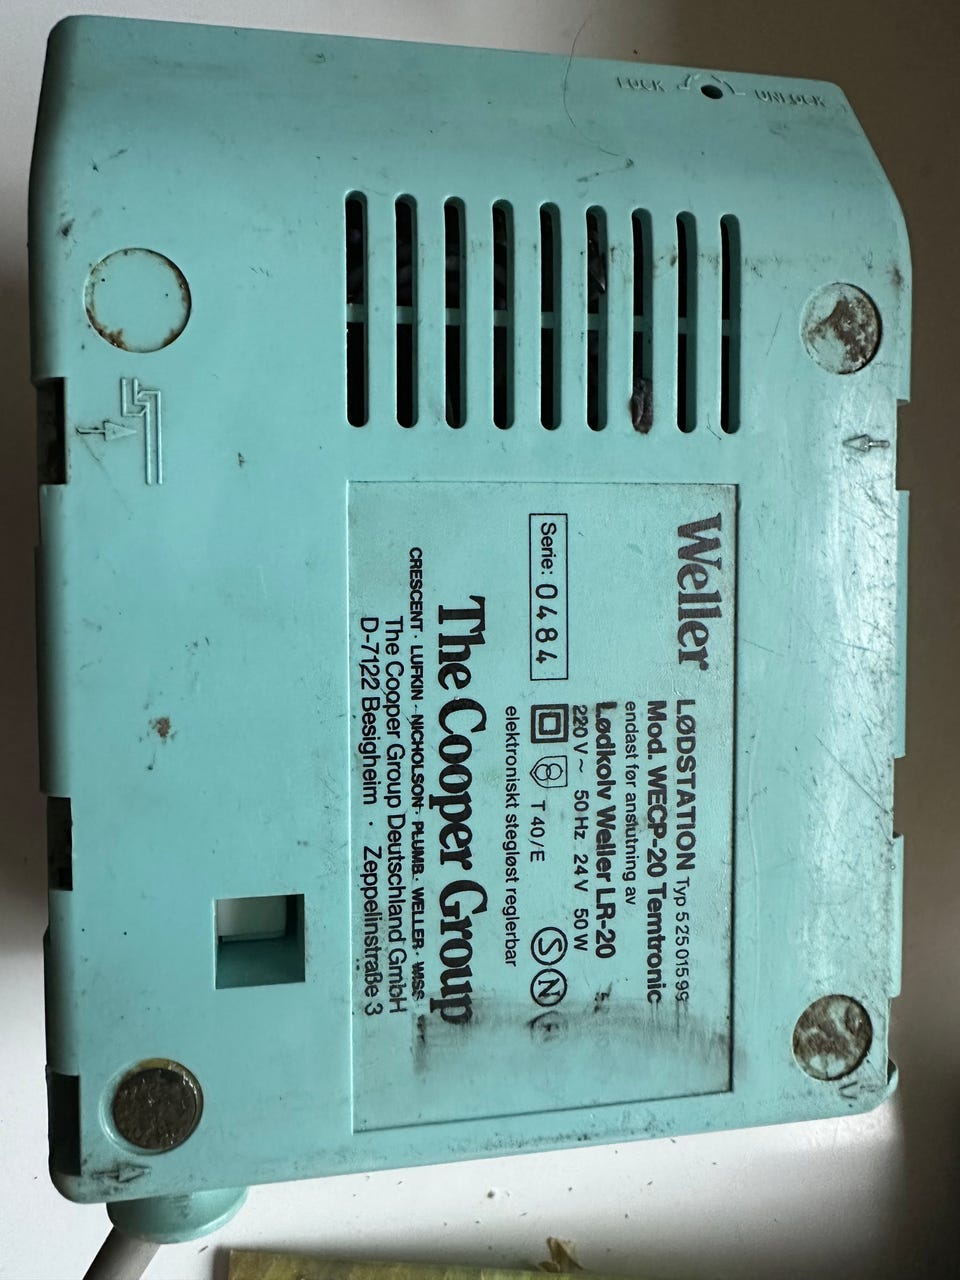 LOCK UNLOCK
Weller LØDSTATION Typ 5 25 015 99
Mod. WECP-20 Temtronic
endast før anslutning av
Lødkolv Weller LR-20
220 V ~ 50 Hz 24 V 50 W
Serie: 0484 T 40/E S N
elektroniskt stegløst reglerbar
The Cooper Group
CRESCENT · LUFKIN · NICHOLSON · PLUMB · WELLER · WISS
The Cooper Group Deutschland GmbH
D-7122 Besigheim · Zeppelinstraße 3